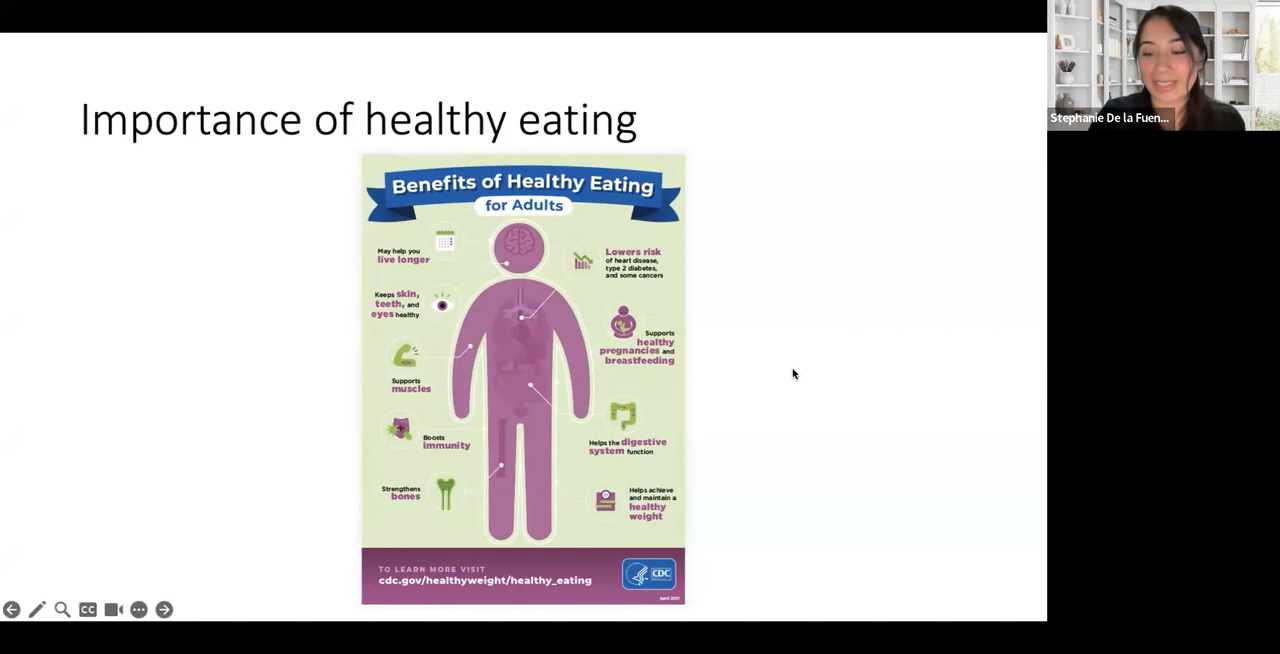 Importance of healthy eating
Stephanie De la Fuen...
Benefits of Healthy Eating
for Adults
May help you
live longer
Keeps skin,
teeth, and
eyes healthy
Supports
muscles
Boosts
immunity
Strengthens
bones
Lowers risk
of heart disease,
type 2 diabetes,
and some cancers
Supports
healthy
pregnancies and
breastfeeding
Helps the digestive
system function
Helps achieve
and maintain a
healthy
weight
TO LEARN MORE VISIT
cdc.gov/healthyweight/healthy_eating
CDC
CC